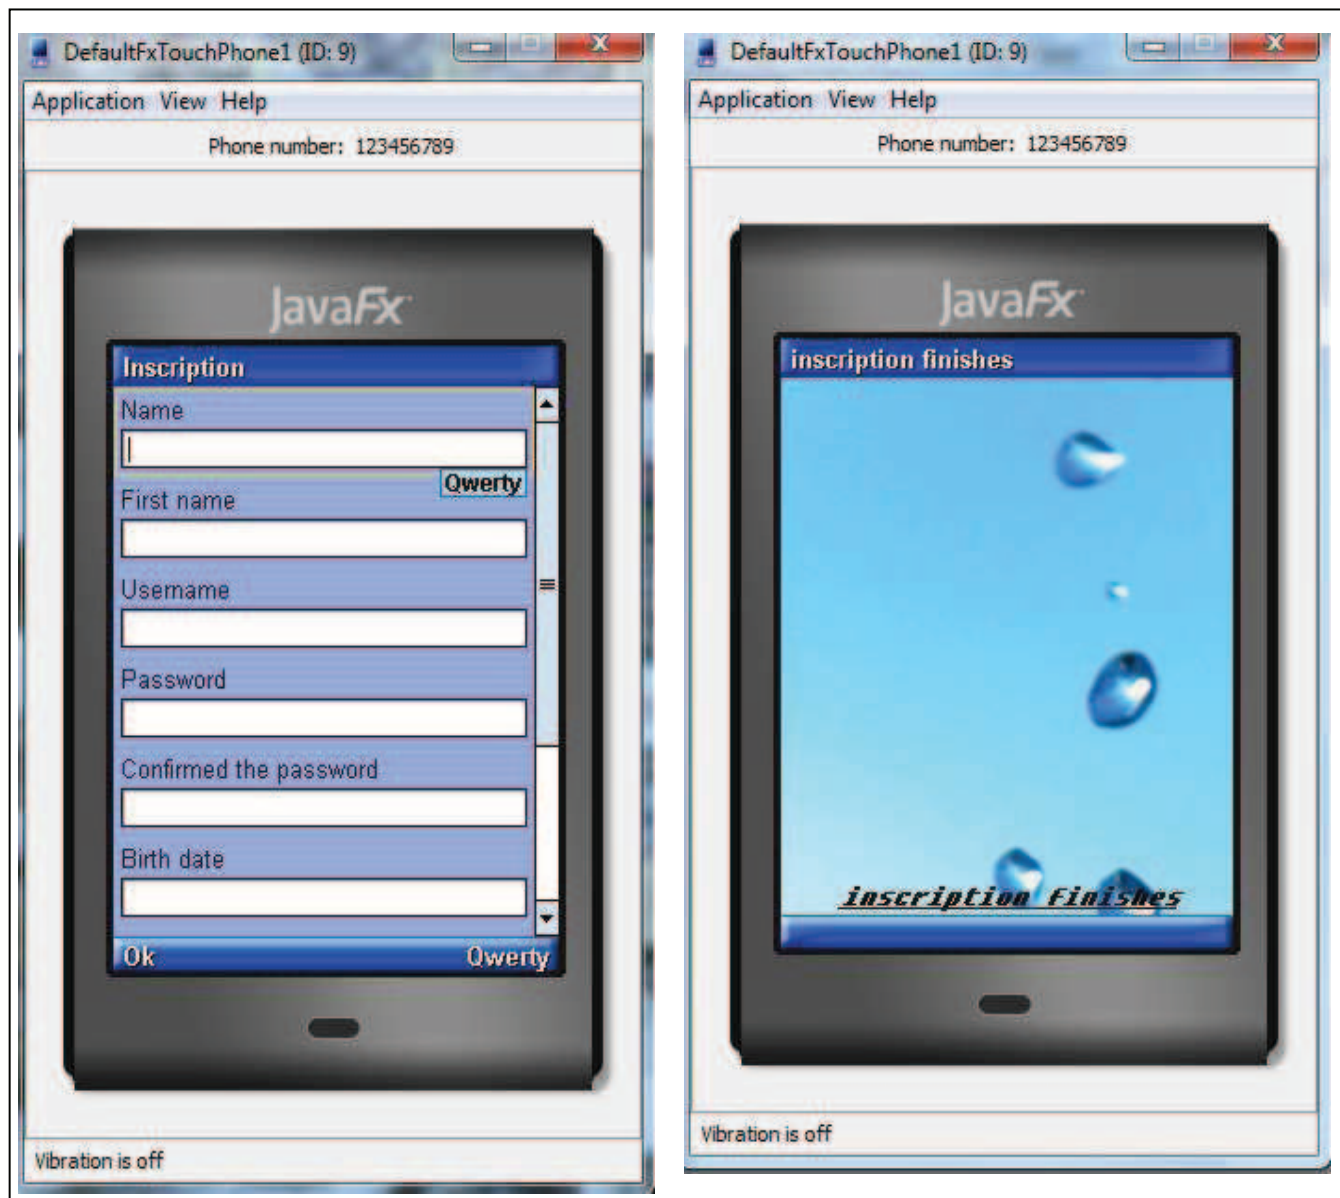 DefaultFxTouchPhone1 (ID: 9)
Application View Help
Phone number: 123456789
JavaFx
Inscription
Name
Qwerty
First name
Username
Password
Confirmed the password
Birth date
Ok Qwerty
Vibration is off
DefaultFxTouchPhone1 (ID: 9)
Application View Help
Phone number: 123456789
JavaFx
inscription finishes
inscription finishes
Vibration is off